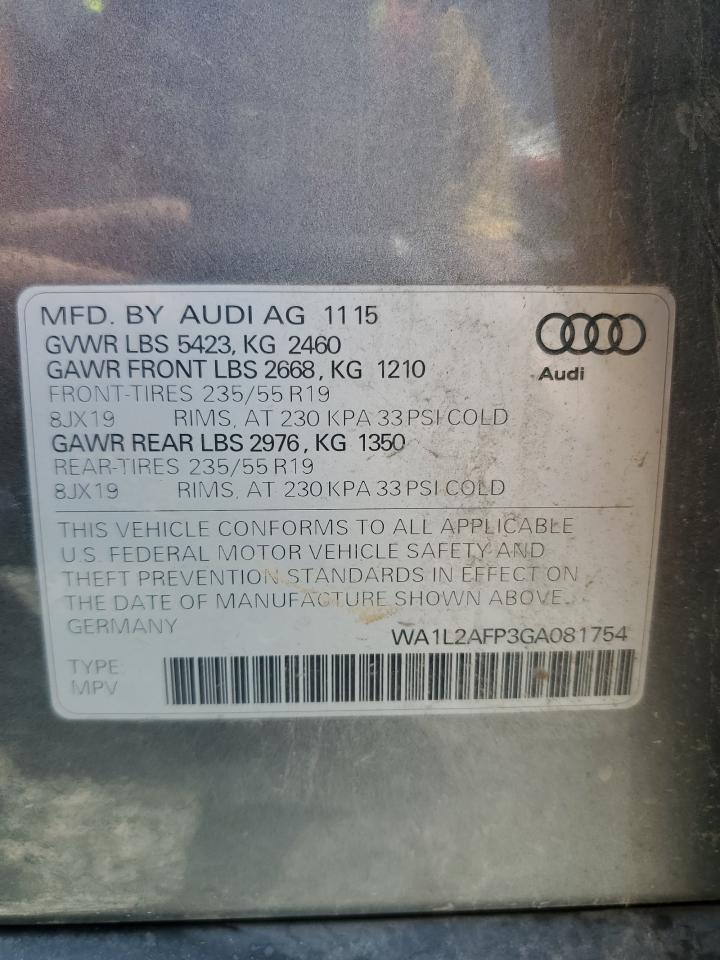 MFD. BY AUDI AG 11 15
GVWR LBS 5423, KG 2460
GAWR FRONT LBS 2668, KG 1210
FRONT-TIRES 235/55 R19
8JX19 RIMS, AT 230 KPA 33 PSI COLD
GAWR REAR LBS 2976, KG 1350
REAR-TIRES 235/55 R19
8JX19 RIMS, AT 230 KPA 33 PSI COLD
Audi
THIS VEHICLE CONFORMS TO ALL APPLICABLE
U.S. FEDERAL MOTOR VEHICLE SAFETY AND
THEFT PREVENTION STANDARDS IN EFFECT ON
THE DATE OF MANUFACTURE SHOWN ABOVE.
GERMANY
WA1L2AFP3GA081754
TYPE:
MPV